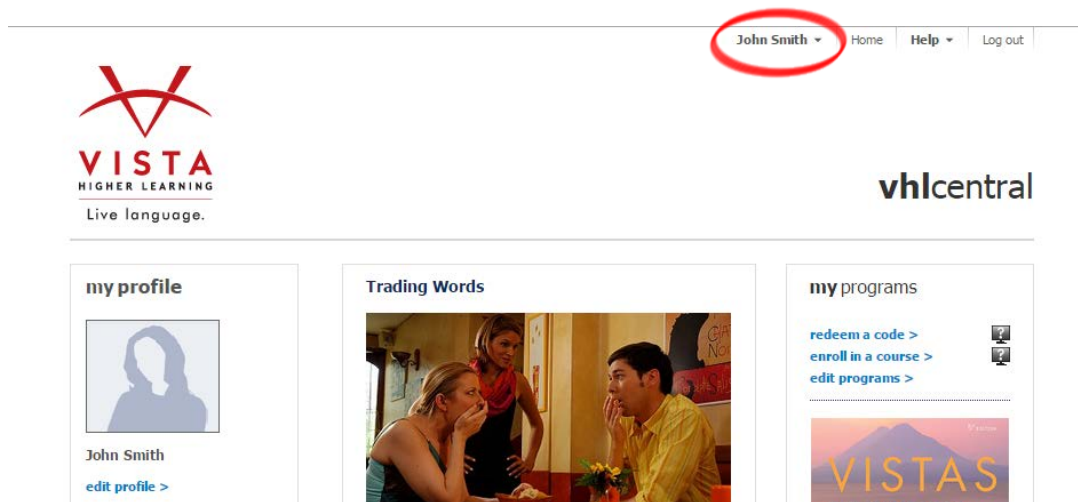 John Smith Home Help Log out
VISTA
HIGHER LEARNING
Live language.
vhlcentral
my profile
John Smith
edit profile >
Trading Words
my programs
redeem a code >
enroll in a course >
edit programs >
VISTAS